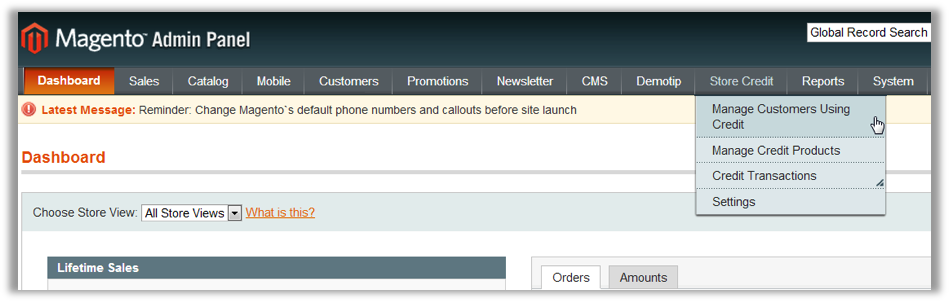 Magento Admin Panel
Global Record Search
Dashboard Sales Catalog Mobile Customers Promotions Newsletter CMS Demotip Store Credit Reports System
Latest Message: Reminder: Change Magento`s default phone numbers and callouts before site launch
Manage Customers Using
Credit
Manage Credit Products
Credit Transactions
Settings
Dashboard
Choose Store View: All Store Views What is this?
Lifetime Sales
Orders Amounts